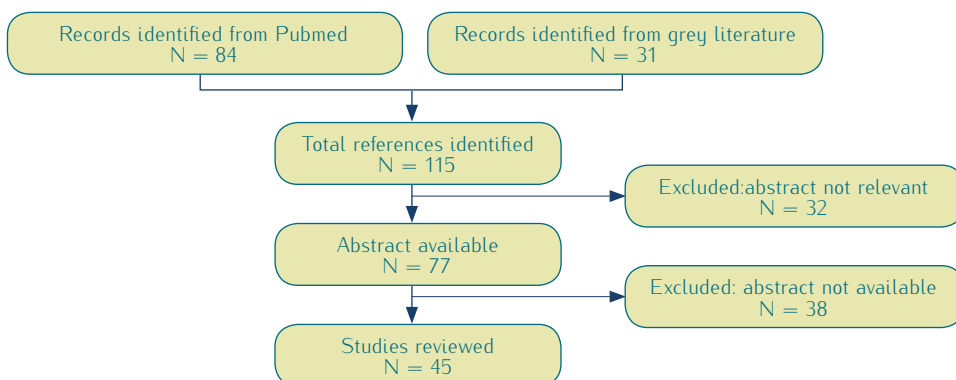 Records identified from Pubmed
N = 84
Records identified from grey literature
N = 31
Total references identified
N = 115
Excluded:abstract not relevant
N = 32
Abstract available
N = 77
Excluded: abstract not available
N = 38
Studies reviewed
N = 45